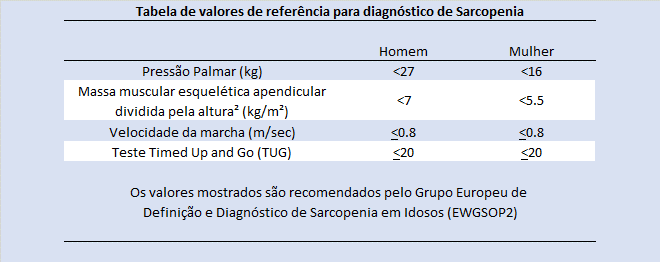 Tabela de valores de referência para diagnóstico de Sarcopenia
Homem Mulher
Pressão Palmar (kg) <27 <16
Massa muscular esquelética apendicular
dividida pela altura² (kg/m²) <7 <5.5
Velocidade da marcha (m/sec) ≤0.8 ≤0.8
Teste Timed Up and Go (TUG) ≤20 ≤20
Os valores mostrados são recomendados pelo Grupo Europeu de
Definição e Diagnóstico de Sarcopenia em Idosos (EWGSOP2)